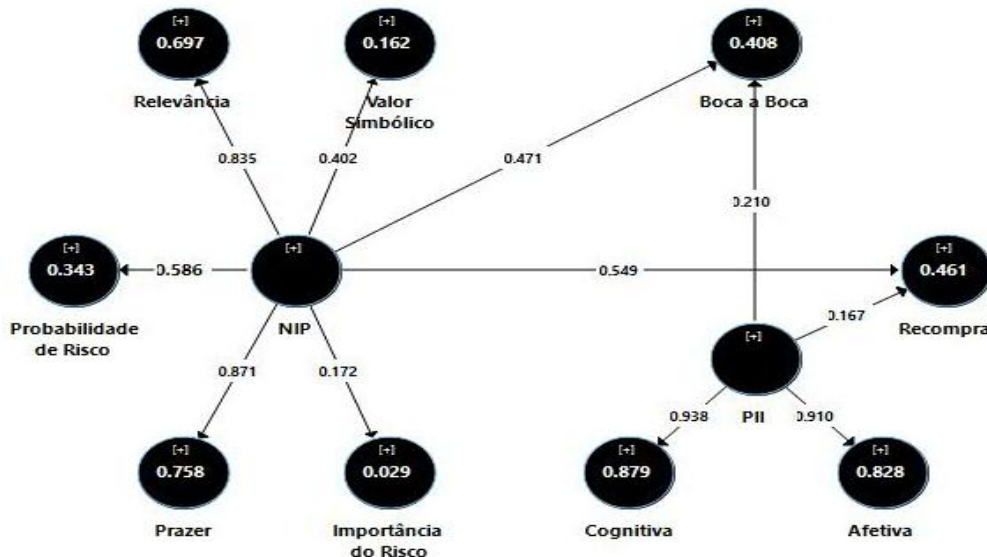 [+]
0.697
Relevância
[+]
0.162
Valor
Simbólico
[+]
0.408
Boca a Boca
0.835
0.402
0.471
0.210
[+]
0.343
Probabilidade
de Risco
0.586
[+]
NIP
0.549
[+]
0.461
Recompra
0.167
[+]
PII
0.871
0.172
0.938
0.910
[+]
0.758
Prazer
[+]
0.029
Importância
do Risco
[+]
0.879
Cognitiva
[+]
0.828
Afetiva